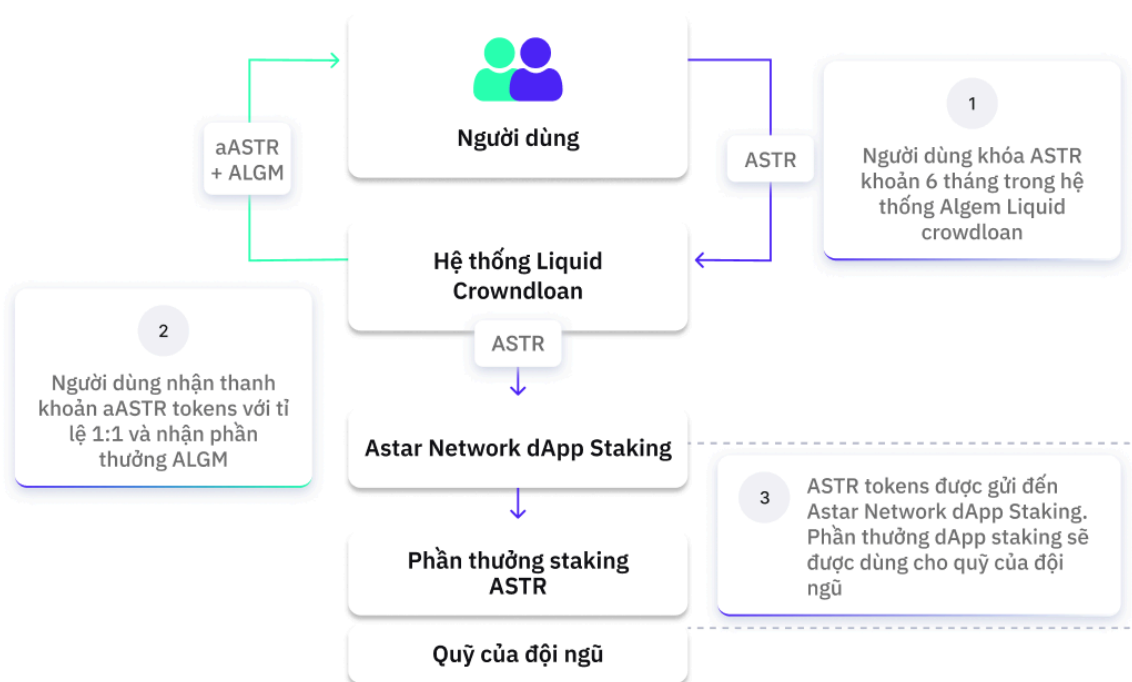 Người dùng
aASTR
+ ALGM
ASTR
1
Người dùng khóa ASTR
khoản 6 tháng trong hệ
thống Algem Liquid
crowdloan
Hệ thống Liquid
Crowndloan
ASTR
2
Người dùng nhận thanh
khoản aASTR tokens với tỉ
lệ 1:1 và nhận phần
thưởng ALGM
Astar Network dApp Staking
3
ASTR tokens được gửi đến
Astar Network dApp Staking.
Phần thưởng dApp staking sẽ
được dùng cho quỹ của đội
ngũ
Phần thưởng staking
ASTR
Quỹ của đội ngũ